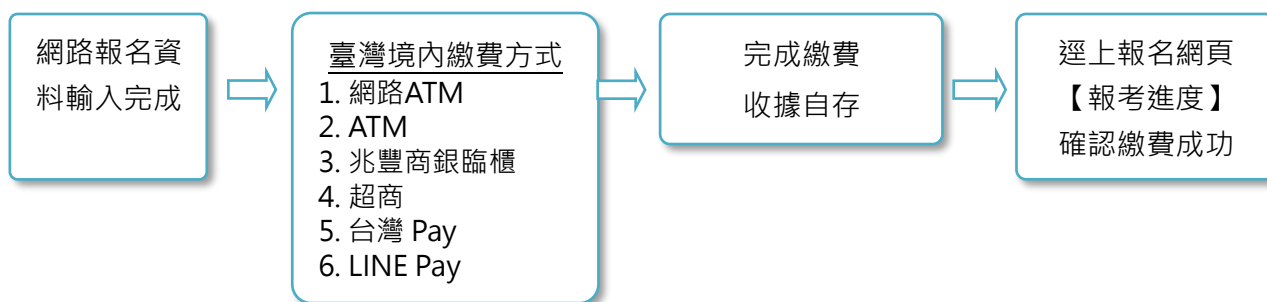 網路報名資
料輸入完成
臺灣境內繳費方式
1. 網路ATM
2. ATM
3. 兆豐商銀臨櫃
4. 超商
5. 台灣 Pay
6. LINE Pay
完成繳費
收據自存
逕上報名網頁
【報考進度】
確認繳費成功